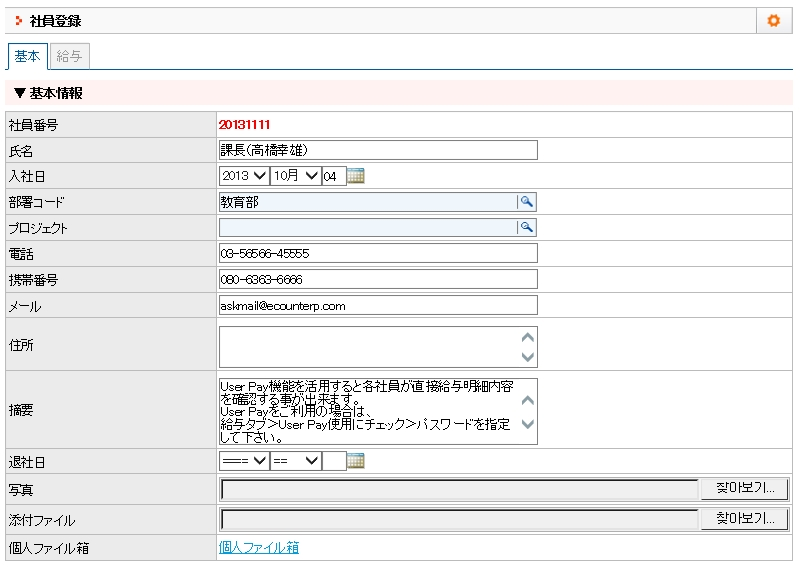 社員登録
基本 給与
▼ 基本情報
社員番号 20131111
氏名 課長(高橋幸雄)
入社日 2013 10月 04
部署コード 教育部
プロジェクト
電話 03-56566-45555
携帯番号 080-6363-6666
メール askmail@ecounterp.com
住所
摘要
User Pay機能を活用すると各社員が直接給与明細内容
を確認する事が出来ます。
User Payをご利用の場合は、
給与タブ>User Pay使用にチェック>パスワードを指定
して下さい。
退社日 ==== ==
写真 찾아보기...
添付ファイル 찾아보기...
個人ファイル箱 個人ファイル箱